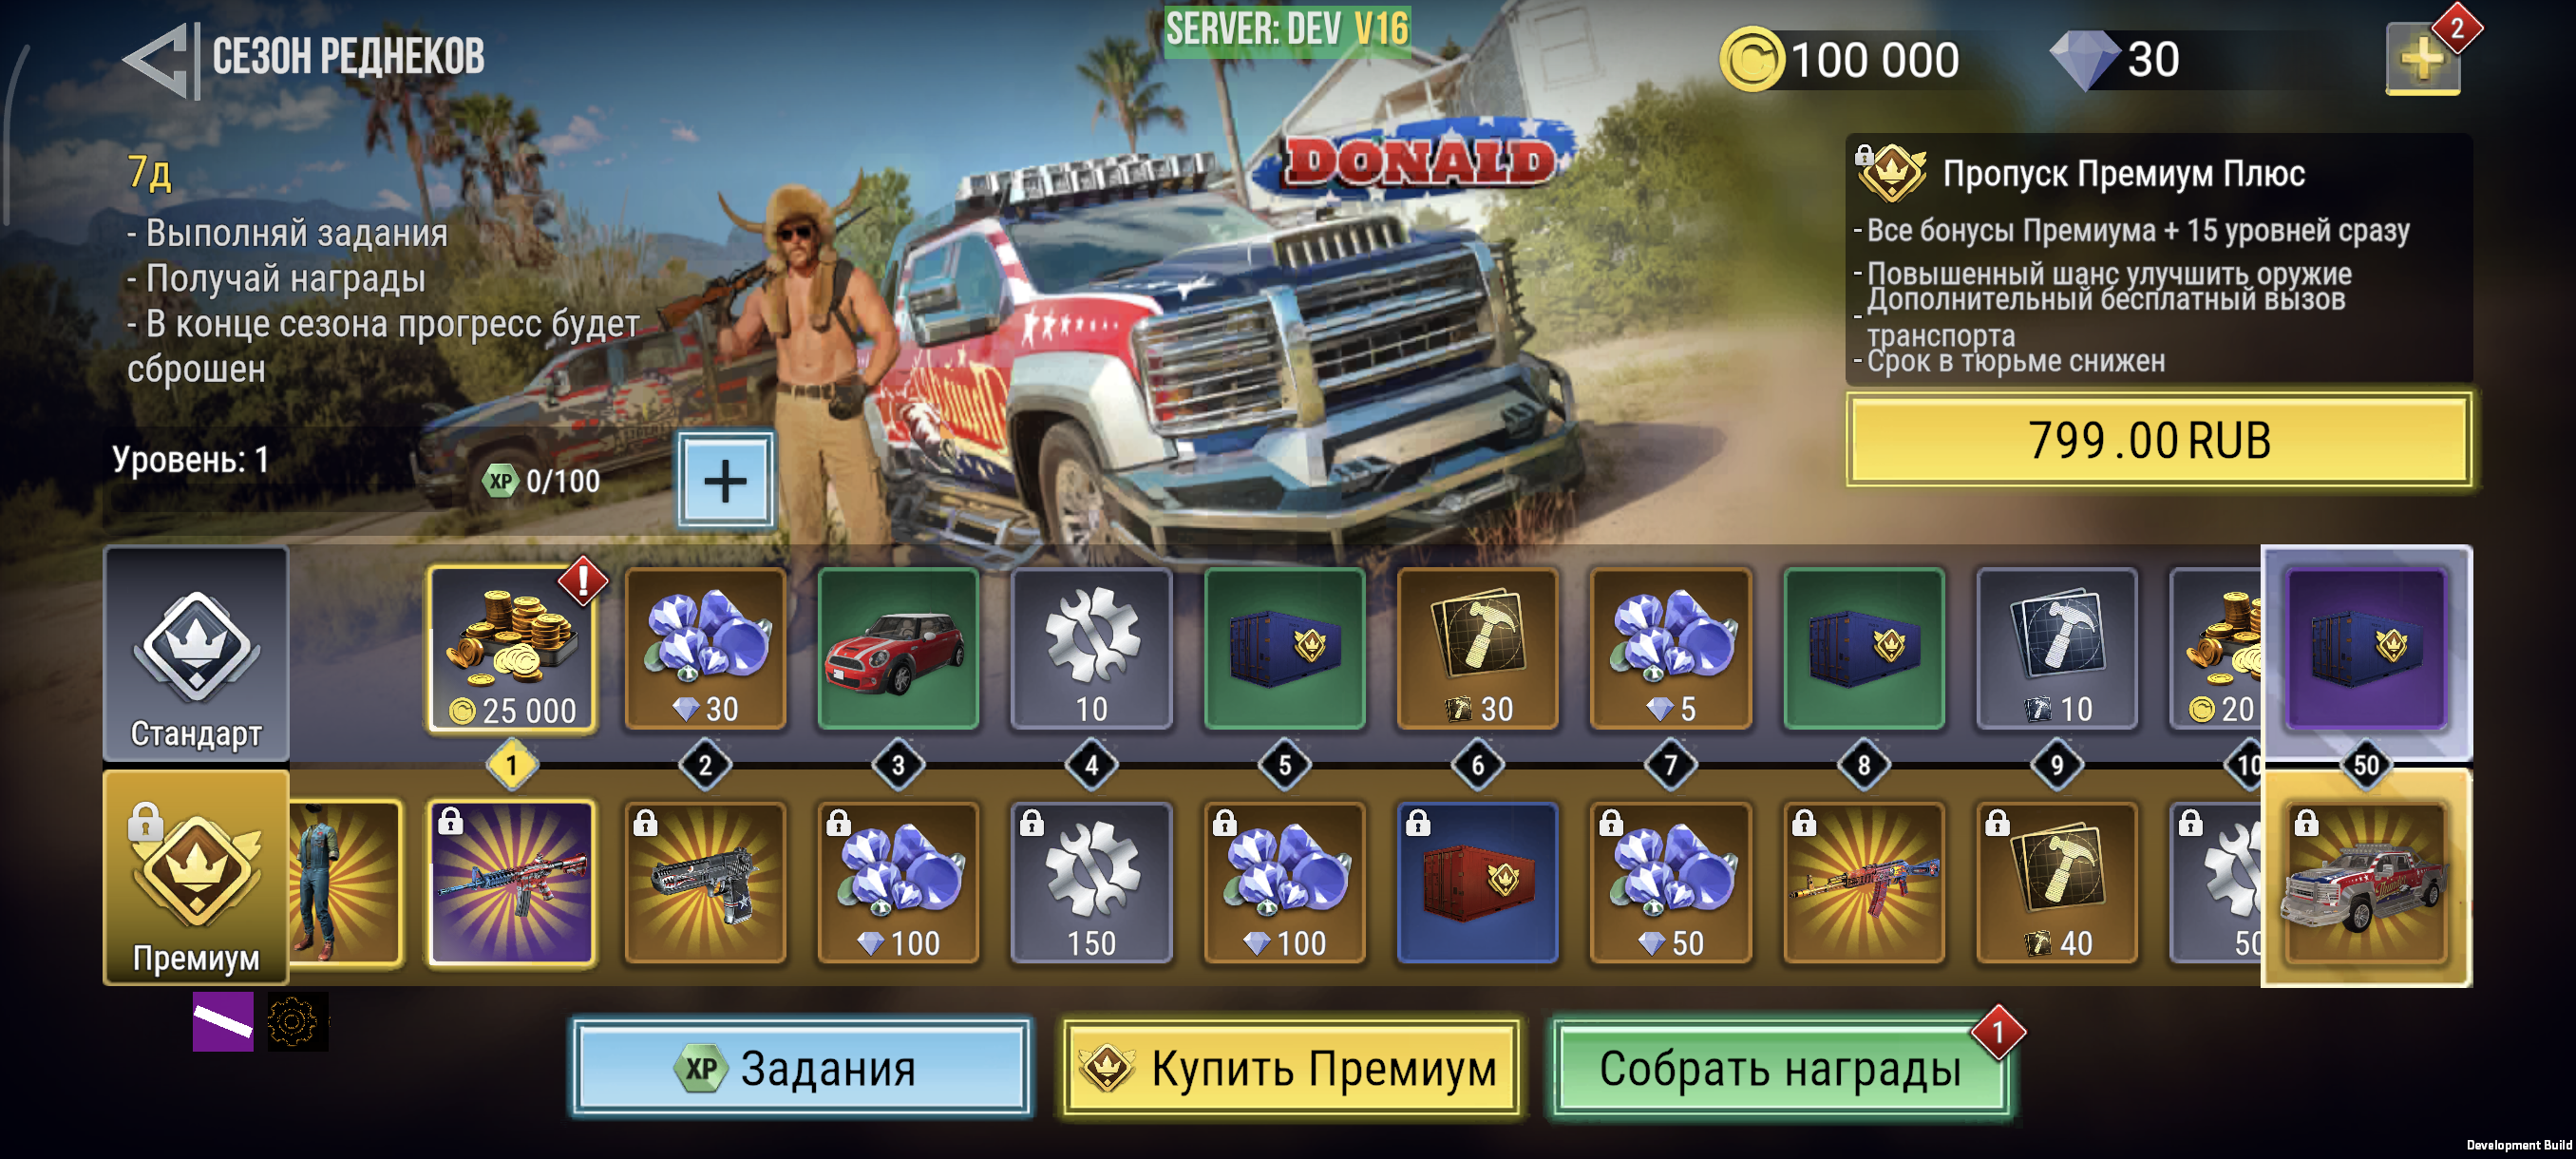 СЕЗОН РЕДНЕКОВ
SERVER: DEV V16
100 000
30
2
7д
- Выполняй задания
- Получай награды
- В конце сезона прогресс будет
сброшен
DONALD
Пропуск Премиум Плюс
- Все бонусы Премиума + 15 уровней сразу
- Повышенный шанс улучшить оружие
- Дополнительный бесплатный вызов
транспорта
- Срок в тюрьме снижен
799.00 RUB
Уровень: 1
XP 0/100
+
Стандарт
!
25 000
30
10
30
5
10
20
1
2
3
4
5
6
7
8
9
10
50
Премиум
100
150
100
50
40
50
XP Задания
Купить Премиум
Собрать награды
1
Development Build